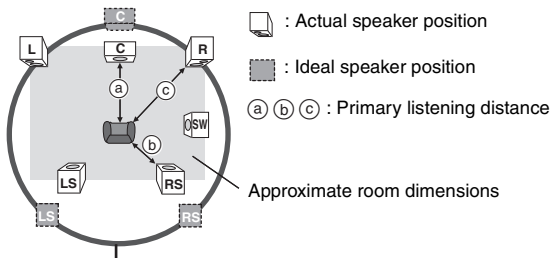 C
L
C
R
a
c
b
SW
LS
RS
LS
RS
: Actual speaker position
: Ideal speaker position
a b c : Primary listening distance
Approximate room dimensions